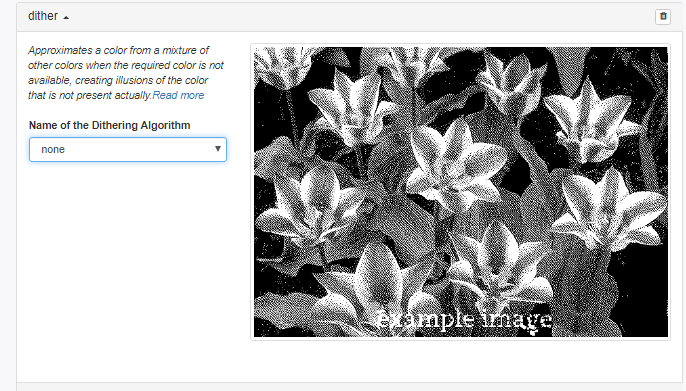 dither
Approximates a color from a mixture of
other colors when the required color is not
available, creating illusions of the color
that is not present actually.Read more
Name of the Dithering Algorithm
none
example image